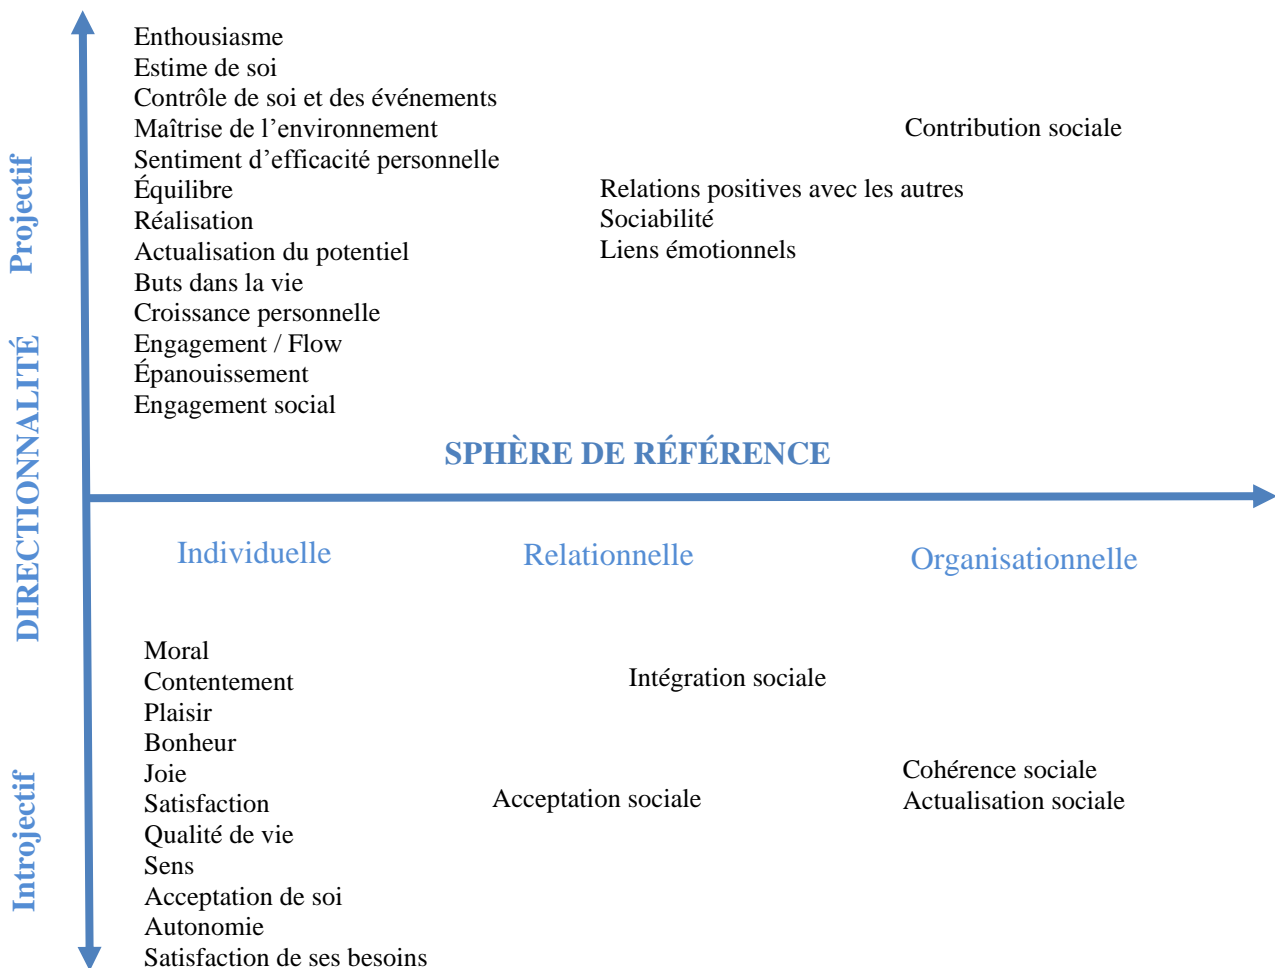 Enthousiasme
Estime de soi
Contrôle de soi et des événements
Maîtrise de l’environnement
Sentiment d’efficacité personnelle
Équilibre
Réalisation
Actualisation du potentiel
Buts dans la vie
Croissance personnelle
Engagement / Flow
Épanouissement
Engagement social
Relations positives avec les autres
Sociabilité
Liens émotionnels
Contribution sociale
Projectif
DIRECTIONNALITÉ
Introjectif
SPHÈRE DE RÉFÉRENCE
Individuelle
Relationnelle
Organisationnelle
Moral
Contentement
Plaisir
Bonheur
Joie
Satisfaction
Qualité de vie
Sens
Acceptation de soi
Autonomie
Satisfaction de ses besoins
Intégration sociale
Acceptation sociale
Cohérence sociale
Actualisation sociale